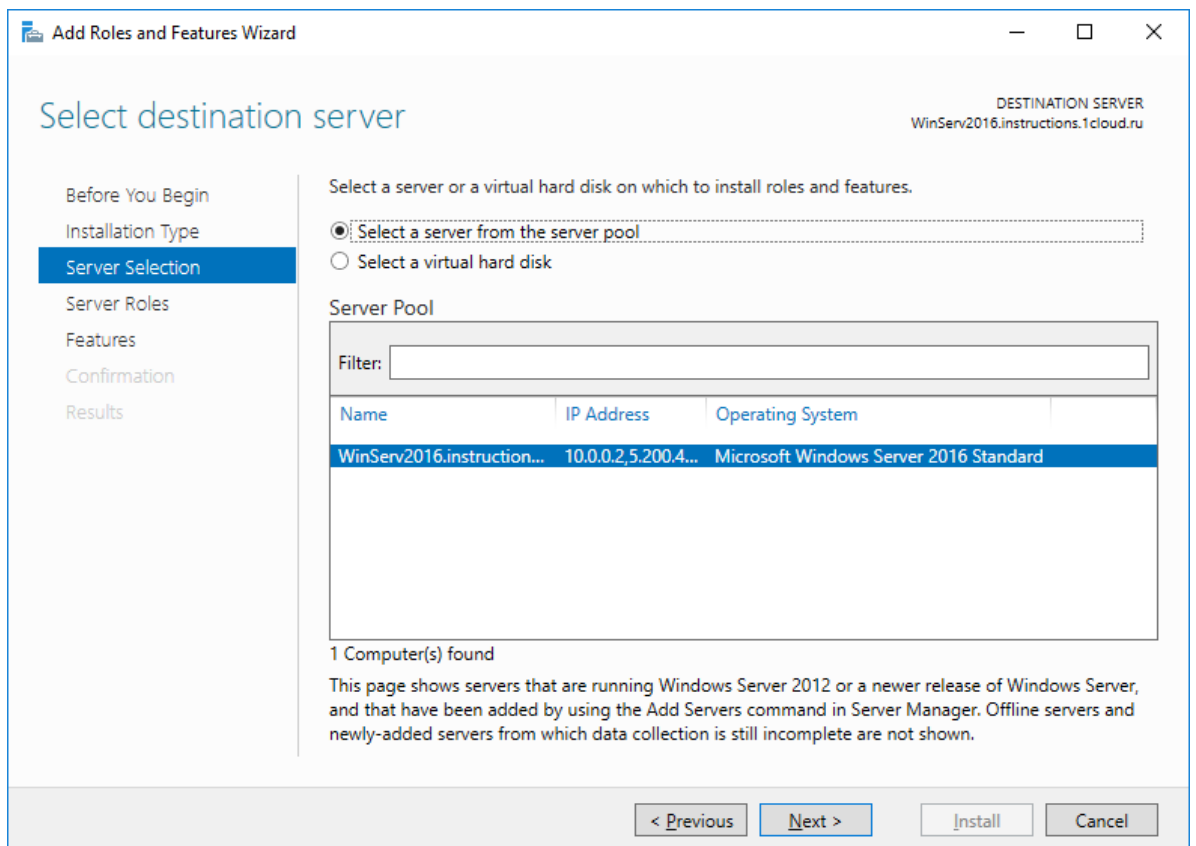 Add Roles and Features Wizard
Select destination server
DESTINATION SERVER
WinServ2016.instructions.1cloud.ru
Before You Begin
Installation Type
Server Selection
Server Roles
Features
Confirmation
Results
Select a server or a virtual hard disk on which to install roles and features.
Select a server from the server pool
Select a virtual hard disk
Server Pool
Filter:
Name IP Address Operating System
WinServ2016.instruction... 10.0.0.2,5.200.4... Microsoft Windows Server 2016 Standard
1 Computer(s) found
This page shows servers that are running Windows Server 2012 or a newer release of Windows Server,
and that have been added by using the Add Servers command in Server Manager. Offline servers and
newly-added servers from which data collection is still incomplete are not shown.
< Previous Next > Install Cancel